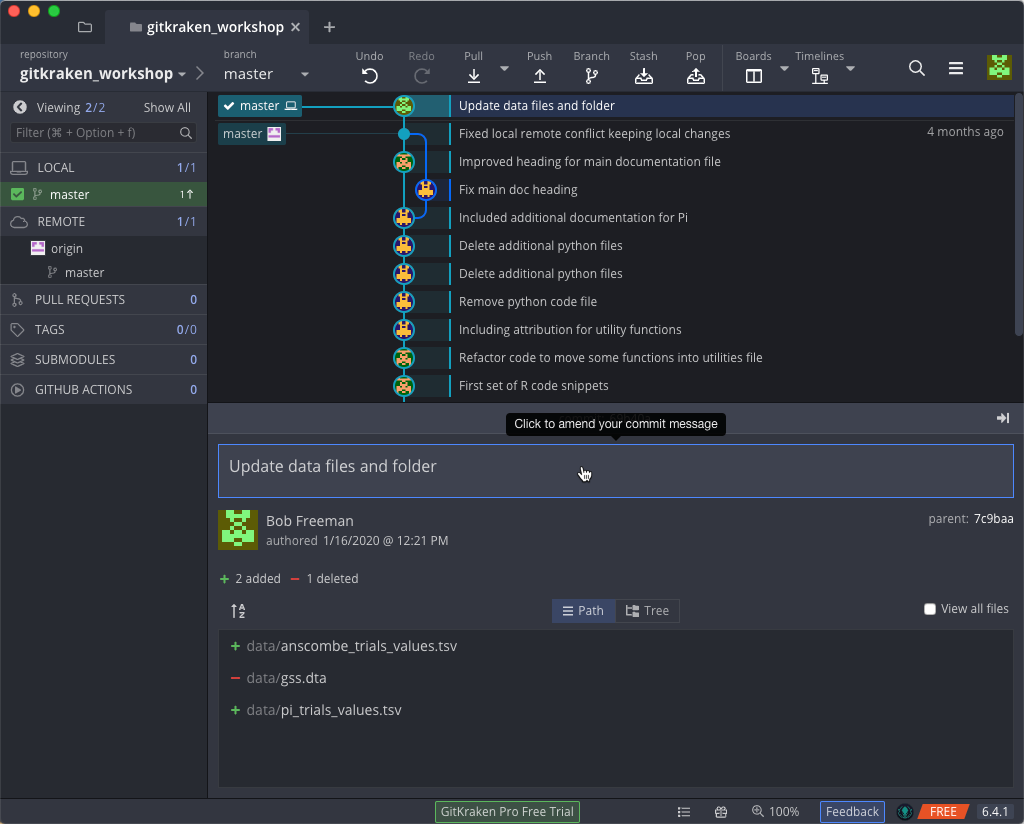 gitkraken_workshop
repository
gitkraken_workshop
branch
master
Undo
Redo
Pull
Push
Branch
Stash
Pop
Boards
Timelines
Viewing 2/2
Show All
Filter (⌘ + Option + f)
LOCAL 1/1
master 1↑
REMOTE 1/1
origin
master
PULL REQUESTS 0
TAGS 0/0
SUBMODULES 0
GITHUB ACTIONS 0
master Update data files and folder
master Fixed local remote conflict keeping local changes 4 months ago
Improved heading for main documentation file
Fix main doc heading
Included additional documentation for Pi
Delete additional python files
Delete additional python files
Remove python code file
Including attribution for utility functions
Refactor code to move some functions into utilities file
First set of R code snippets
Click to amend your commit message
Update data files and folder
Bob Freeman
authored 1/16/2020 @ 12:21 PM
parent: 7c9baa
+ 2 added − 1 deleted
Path
Tree
View all files
+ data/anscombe_trials_values.tsv
− data/gss.dta
+ data/pi_trials_values.tsv
GitKraken Pro Free Trial
100%
Feedback
FREE
6.4.1